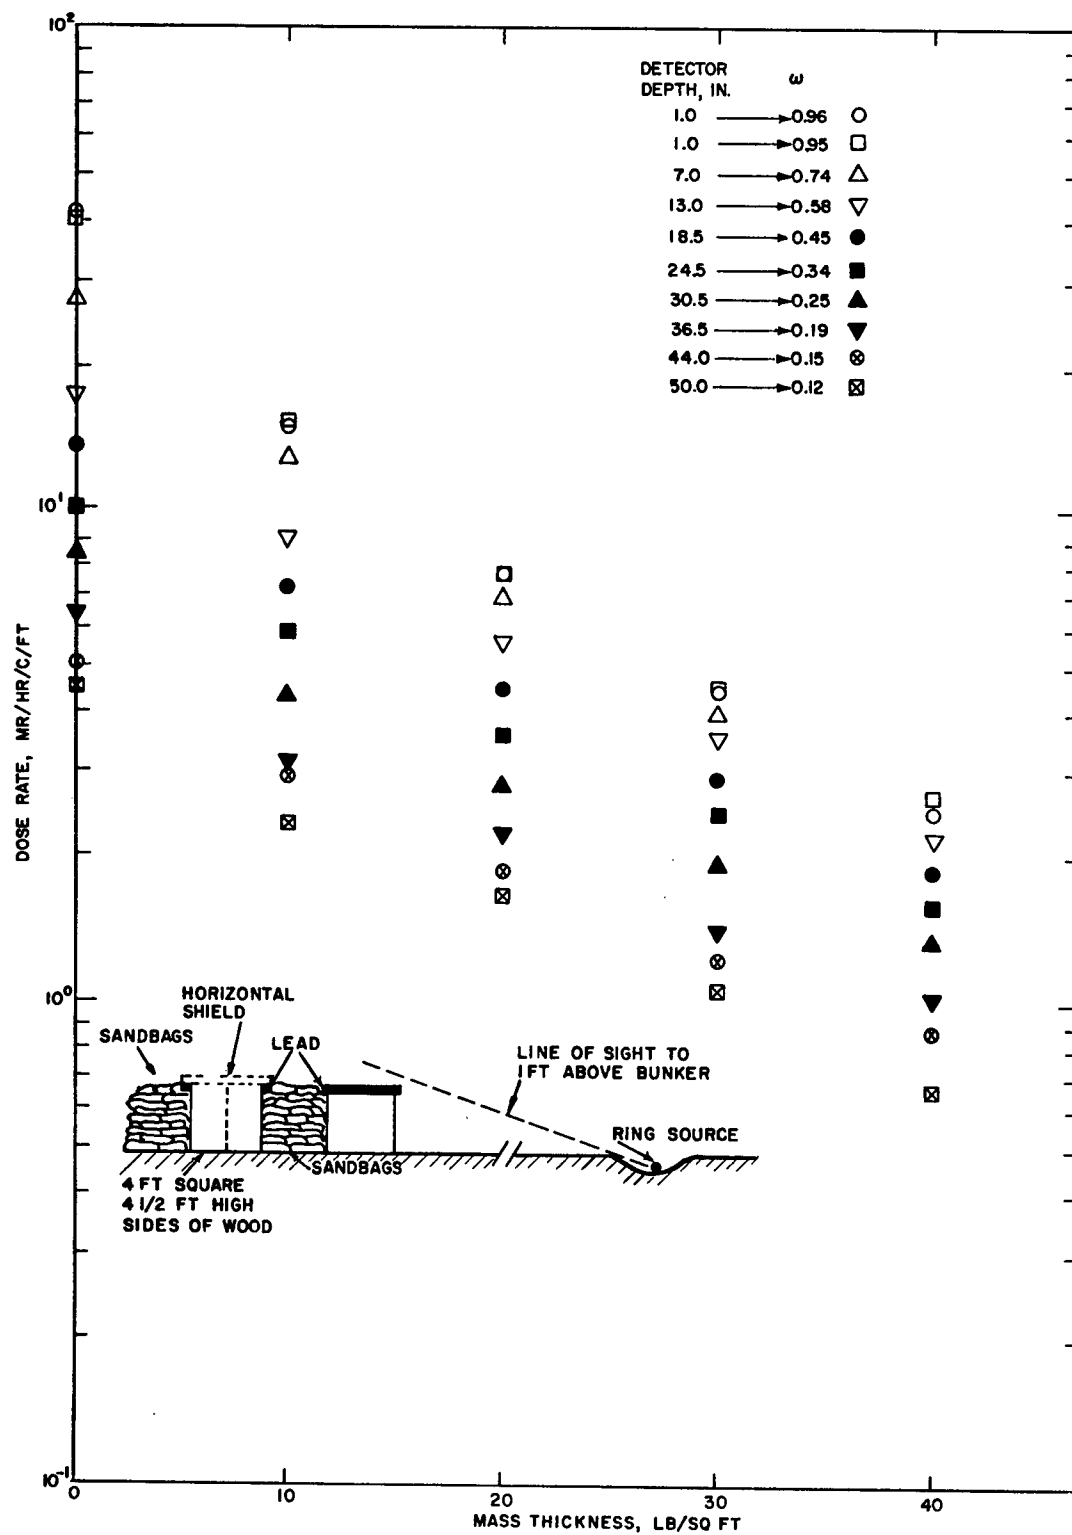 10²
DETECTOR DEPTH, IN. ω
1.0 0.96
1.0 0.95
7.0 0.74
13.0 0.58
18.5 0.45
24.5 0.34
30.5 0.25
36.5 0.19
44.0 0.15
50.0 0.12
10¹
DOSE RATE, MR/HR/C/FT
10⁰
HORIZONTAL
SHIELD
SANDBAGS
LEAD
LINE OF SIGHT TO
1FT ABOVE BUNKER
RING SOURCE
SANDBAGS
4 FT SQUARE
4 1/2 FT HIGH
SIDES OF WOOD
10⁻¹
0 10 20 30 40
MASS THICKNESS, LB/SQ FT